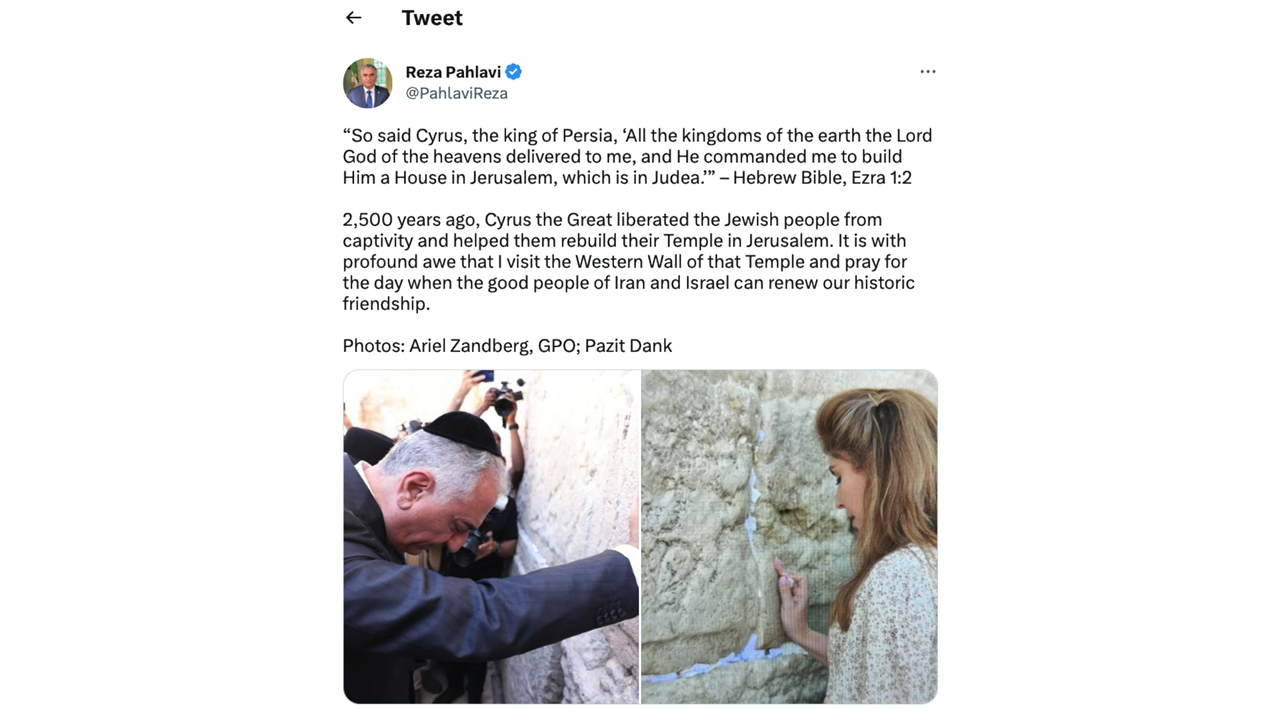 Tweet
Reza Pahlavi
@PahlaviReza
“So said Cyrus, the king of Persia, ‘All the kingdoms of the earth the Lord
God of the heavens delivered to me, and He commanded me to build
Him a House in Jerusalem, which is in Judea.’” – Hebrew Bible, Ezra 1:2
2,500 years ago, Cyrus the Great liberated the Jewish people from
captivity and helped them rebuild their Temple in Jerusalem. It is with
profound awe that I visit the Western Wall of that Temple and pray for
the day when the good people of Iran and Israel can renew our historic
friendship.
Photos: Ariel Zandberg, GPO; Pazit Dank